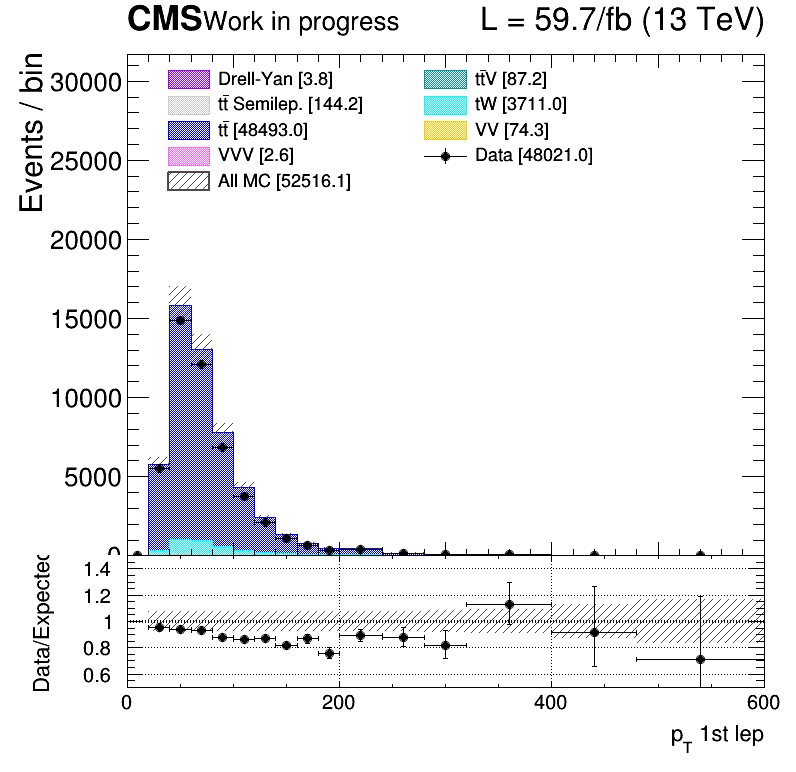 CMS Work in progress L = 59.7/fb (13 TeV)
Events / bin
30000
25000
20000
15000
10000
5000
0
Drell-Yan [3.8]
tt̄ Semilep. [144.2]
tt̄ [48493.0]
VVV [2.6]
All MC [52516.1]
tt̄V [87.2]
tW [3711.0]
VV [74.3]
Data [48021.0]
Data/Expected
1.4
1.2
1
0.8
0.6
0 200 400 600
p_T 1st lep